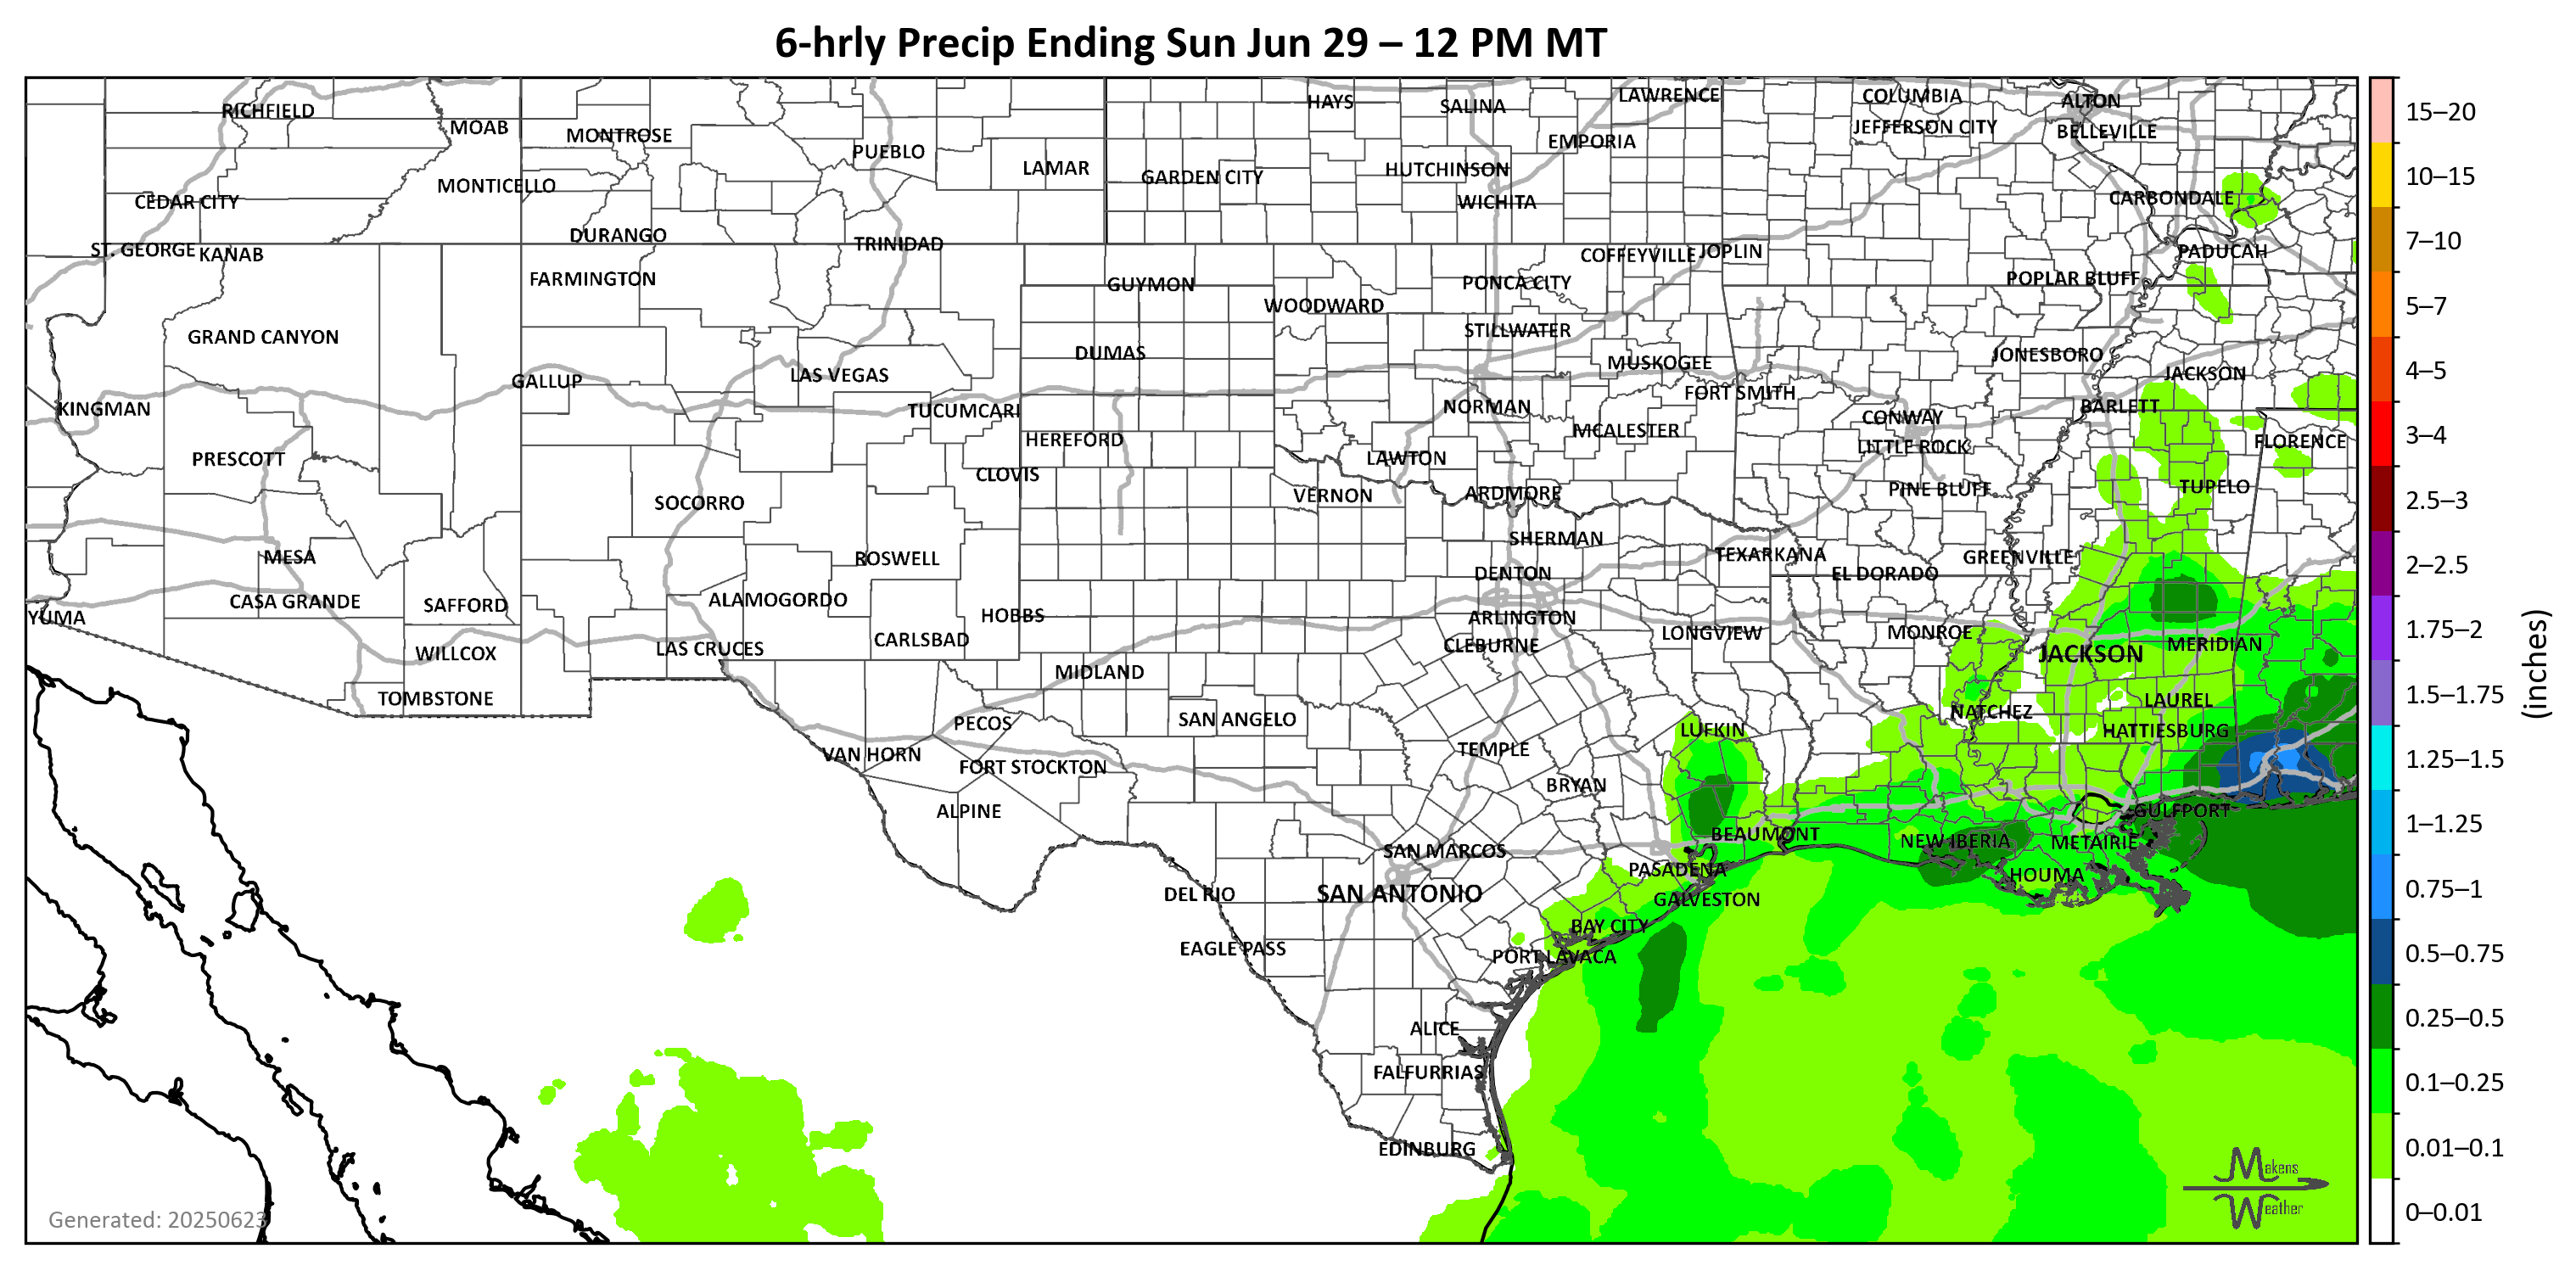 6-hrly Precip Ending Sun Jun 29 – 12 PM MT
RICHFIELD
MOAB
MONTROSE
PUEBLO
LAMAR
HAYS
SALINA
LAWRENCE
COLUMBIA
ALTON
JEFFERSON CITY
BELLEVILLE
EMPORIA
HUTCHINSON
GARDEN CITY
MONTICELLO
CEDAR CITY
WICHITA
CARBONDALE
DURANGO
TRINIDAD
ST. GEORGE
KANAB
COFFEYVILLE
JOPLIN
PADUCAH
FARMINGTON
GUYMON
PONCA CITY
POPLAR BLUFF
WOODWARD
GRAND CANYON
STILLWATER
DUMAS
JONESBORO
MUSKOGEE
GALLUP
LAS VEGAS
JACKSON
FORT SMITH
KINGMAN
TUCUMCARI
NORMAN
CONWAY
BARLETT
HEREFORD
MCALESTER
LITTLE ROCK
FLORENCE
PRESCOTT
CLOVIS
LAWTON
SOCORRO
VERNON
ARDMORE
PINE BLUFF
TUPELO
MESA
ROSWELL
SHERMAN
TEXARKANA
GREENVILLE
DENTON
EL DORADO
CASA GRANDE
SAFFORD
ALAMOGORDO
HOBBS
ARLINGTON
YUMA
WILLCOX
LAS CRUCES
CARLSBAD
CLEBURNE
LONGVIEW
MONROE
JACKSON
MERIDIAN
TOMBSTONE
MIDLAND
LAUREL
PECOS
SAN ANGELO
NATCHEZ
LUFKIN
HATTIESBURG
VAN HORN
FORT STOCKTON
TEMPLE
BRYAN
ALPINE
GULFPORT
BEAUMONT
NEW IBERIA
METAIRIE
SAN MARCOS
PASADENA
HOUMA
DEL RIO
SAN ANTONIO
GALVESTON
BAY CITY
EAGLE PASS
PORT LAVACA
ALICE
FALFURRIAS
EDINBURG
Generated: 20250623
Makens
Weather
15–20
10–15
7–10
5–7
4–5
3–4
2.5–3
2–2.5
1.75–2
1.5–1.75
1.25–1.5
1–1.25
0.75–1
0.5–0.75
0.25–0.5
0.1–0.25
0.01–0.1
0–0.01
(inches)